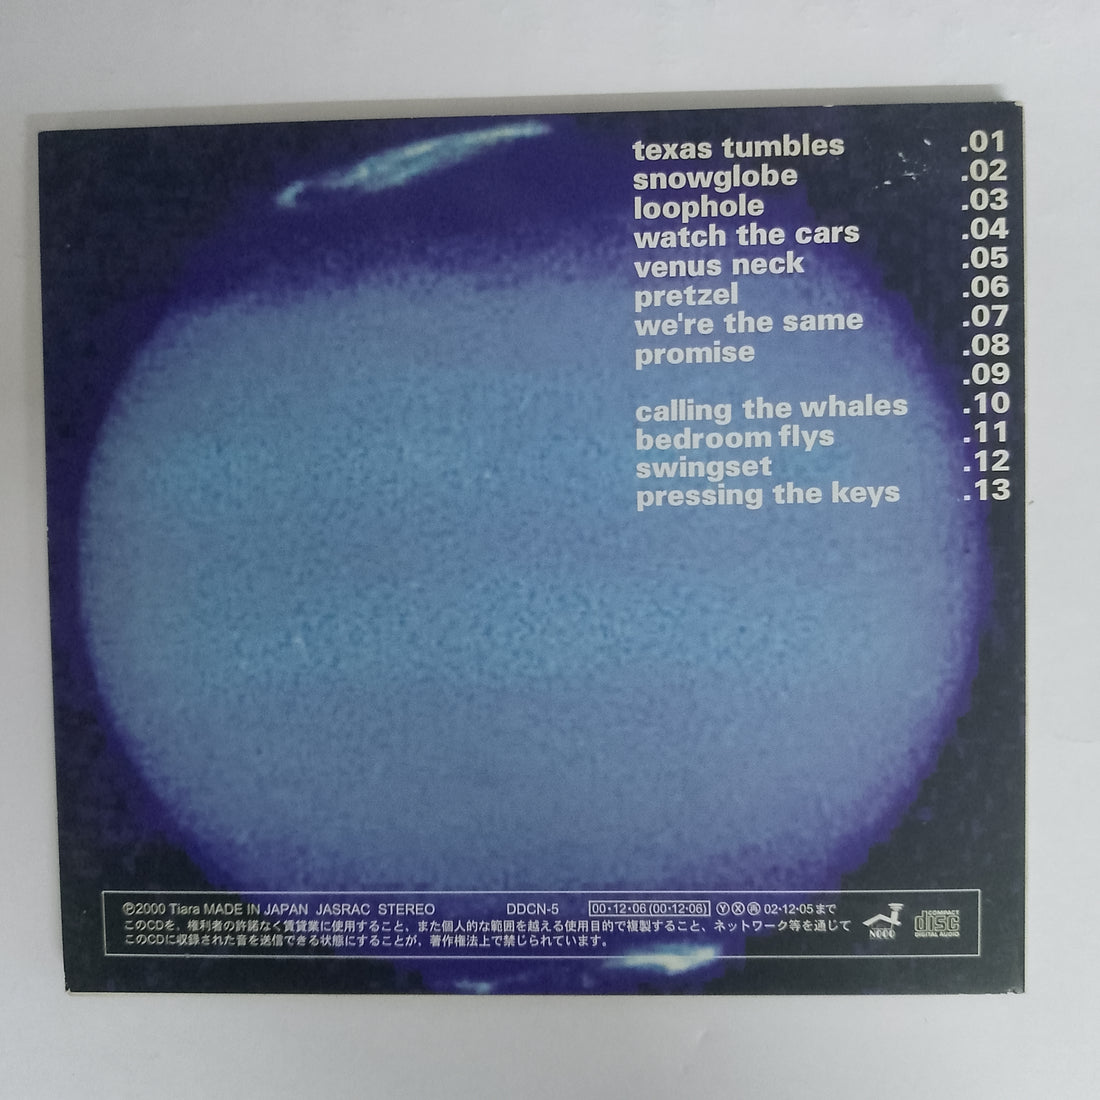 texas tumbles .01
snowglobe .02
loophole .03
watch the cars .04
venus neck .05
pretzel .06
we're the same .07
promise .08
.09
calling the whales .10
bedroom flys .11
swingset .12
pressing the keys .13
℗2000 Tiara MADE IN JAPAN JASRAC STEREO DDCN-5 00・12・06 (00・12・06) Ⓨ Ⓧ 02・12・05まで
このCDを、権利者の許諾なく賃貸業に使用すること、また個人的な範囲を越える使用目的で複製すること、ネットワーク等を通じて
このCDに収録された音を送信できる状態にすることが、著作権法上で禁じられています。
NOOO
COMPACT
disc
DIGITAL AUDIO